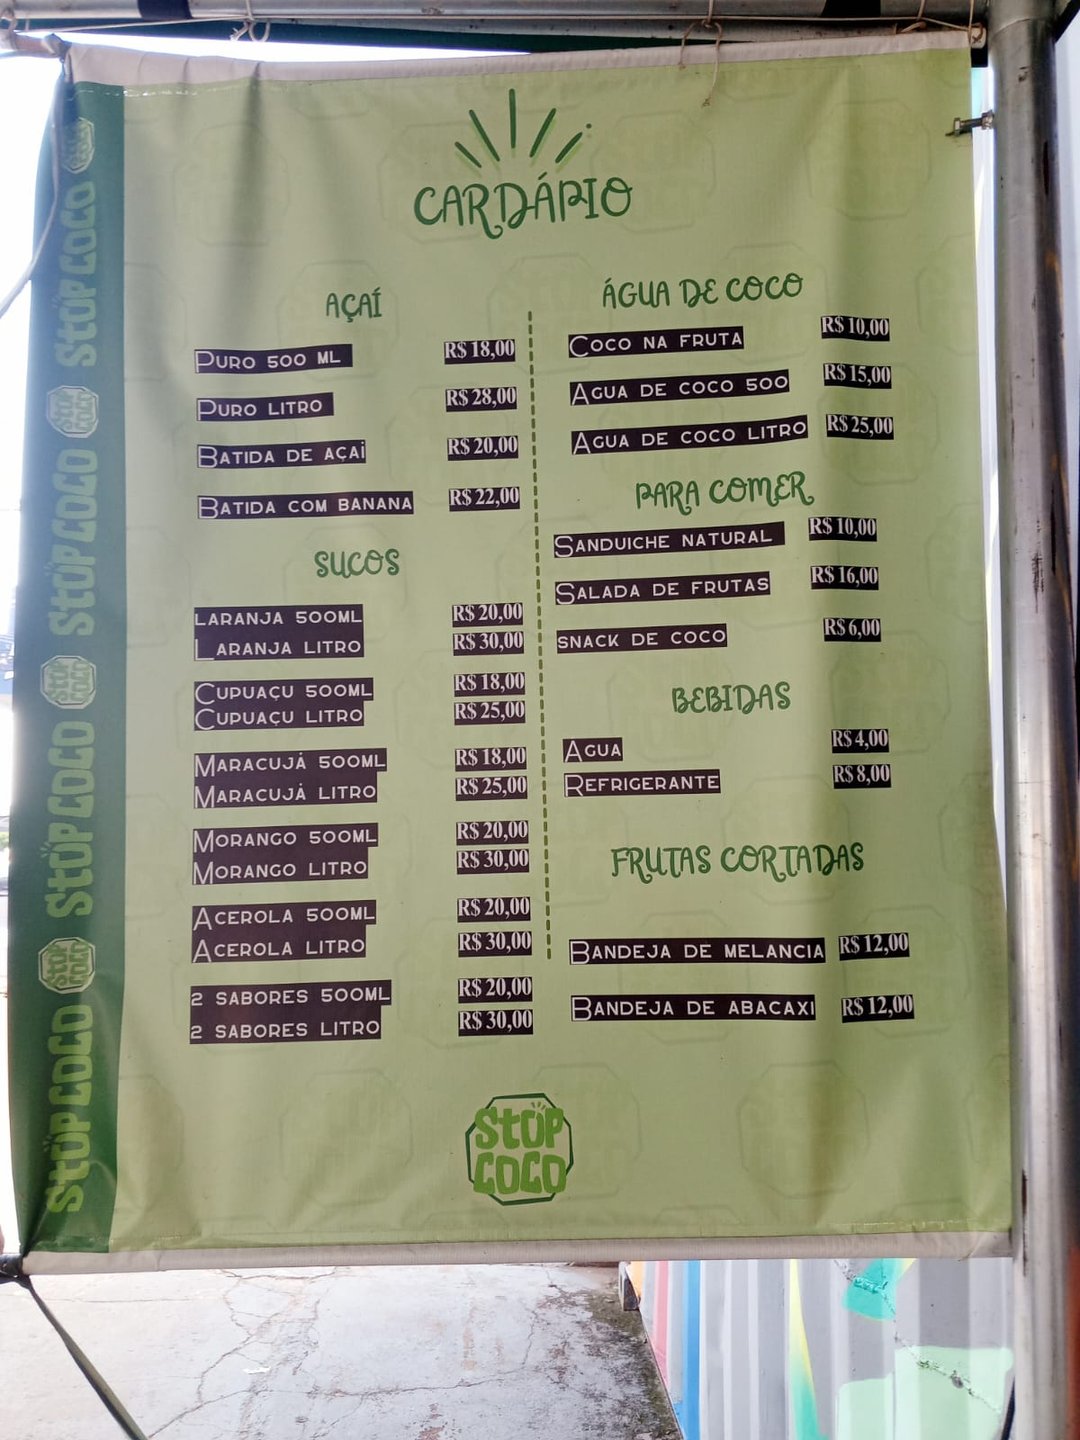 CARDÁPIO
AÇAÍ
PURO 500 ML R$ 18,00
PURO LITRO R$ 28,00
BATIDA DE AÇAÍ R$ 20,00
BATIDA COM BANANA R$ 22,00
SUCOS
LARANJA 500ML R$ 20,00
LARANJA LITRO R$ 30,00
CUPUAÇU 500ML R$ 18,00
CUPUAÇU LITRO R$ 25,00
MARACUJÁ 500ML R$ 18,00
MARACUJÁ LITRO R$ 25,00
MORANGO 500ML R$ 20,00
MORANGO LITRO R$ 30,00
ACEROLA 500ML R$ 20,00
ACEROLA LITRO R$ 30,00
2 SABORES 500ML R$ 20,00
2 SABORES LITRO R$ 30,00
ÁGUA DE COCO
COCO NA FRUTA R$ 10,00
AGUA DE COCO 500 R$ 15,00
AGUA DE COCO LITRO R$ 25,00
PARA COMER
SANDUICHE NATURAL R$ 10,00
SALADA DE FRUTAS R$ 16,00
SNACK DE COCO R$ 6,00
BEBIDAS
AGUA R$ 4,00
REFRIGERANTE R$ 8,00
FRUTAS CORTADAS
BANDEJA DE MELANCIA R$ 12,00
BANDEJA DE ABACAXI R$ 12,00
STOP
COCO
STOP COCO
STOP COCO
STOP COCO
STOP COCO